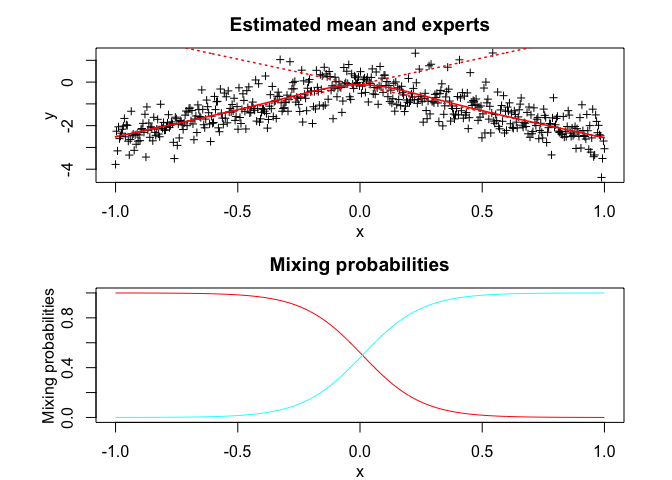 Estimated mean and experts
y
0
-2
-4
-1.0 -0.5 0.0 0.5 1.0
x
Mixing probabilities
Mixing probabilities
0.8
0.4
0.0
-1.0 -0.5 0.0 0.5 1.0
x